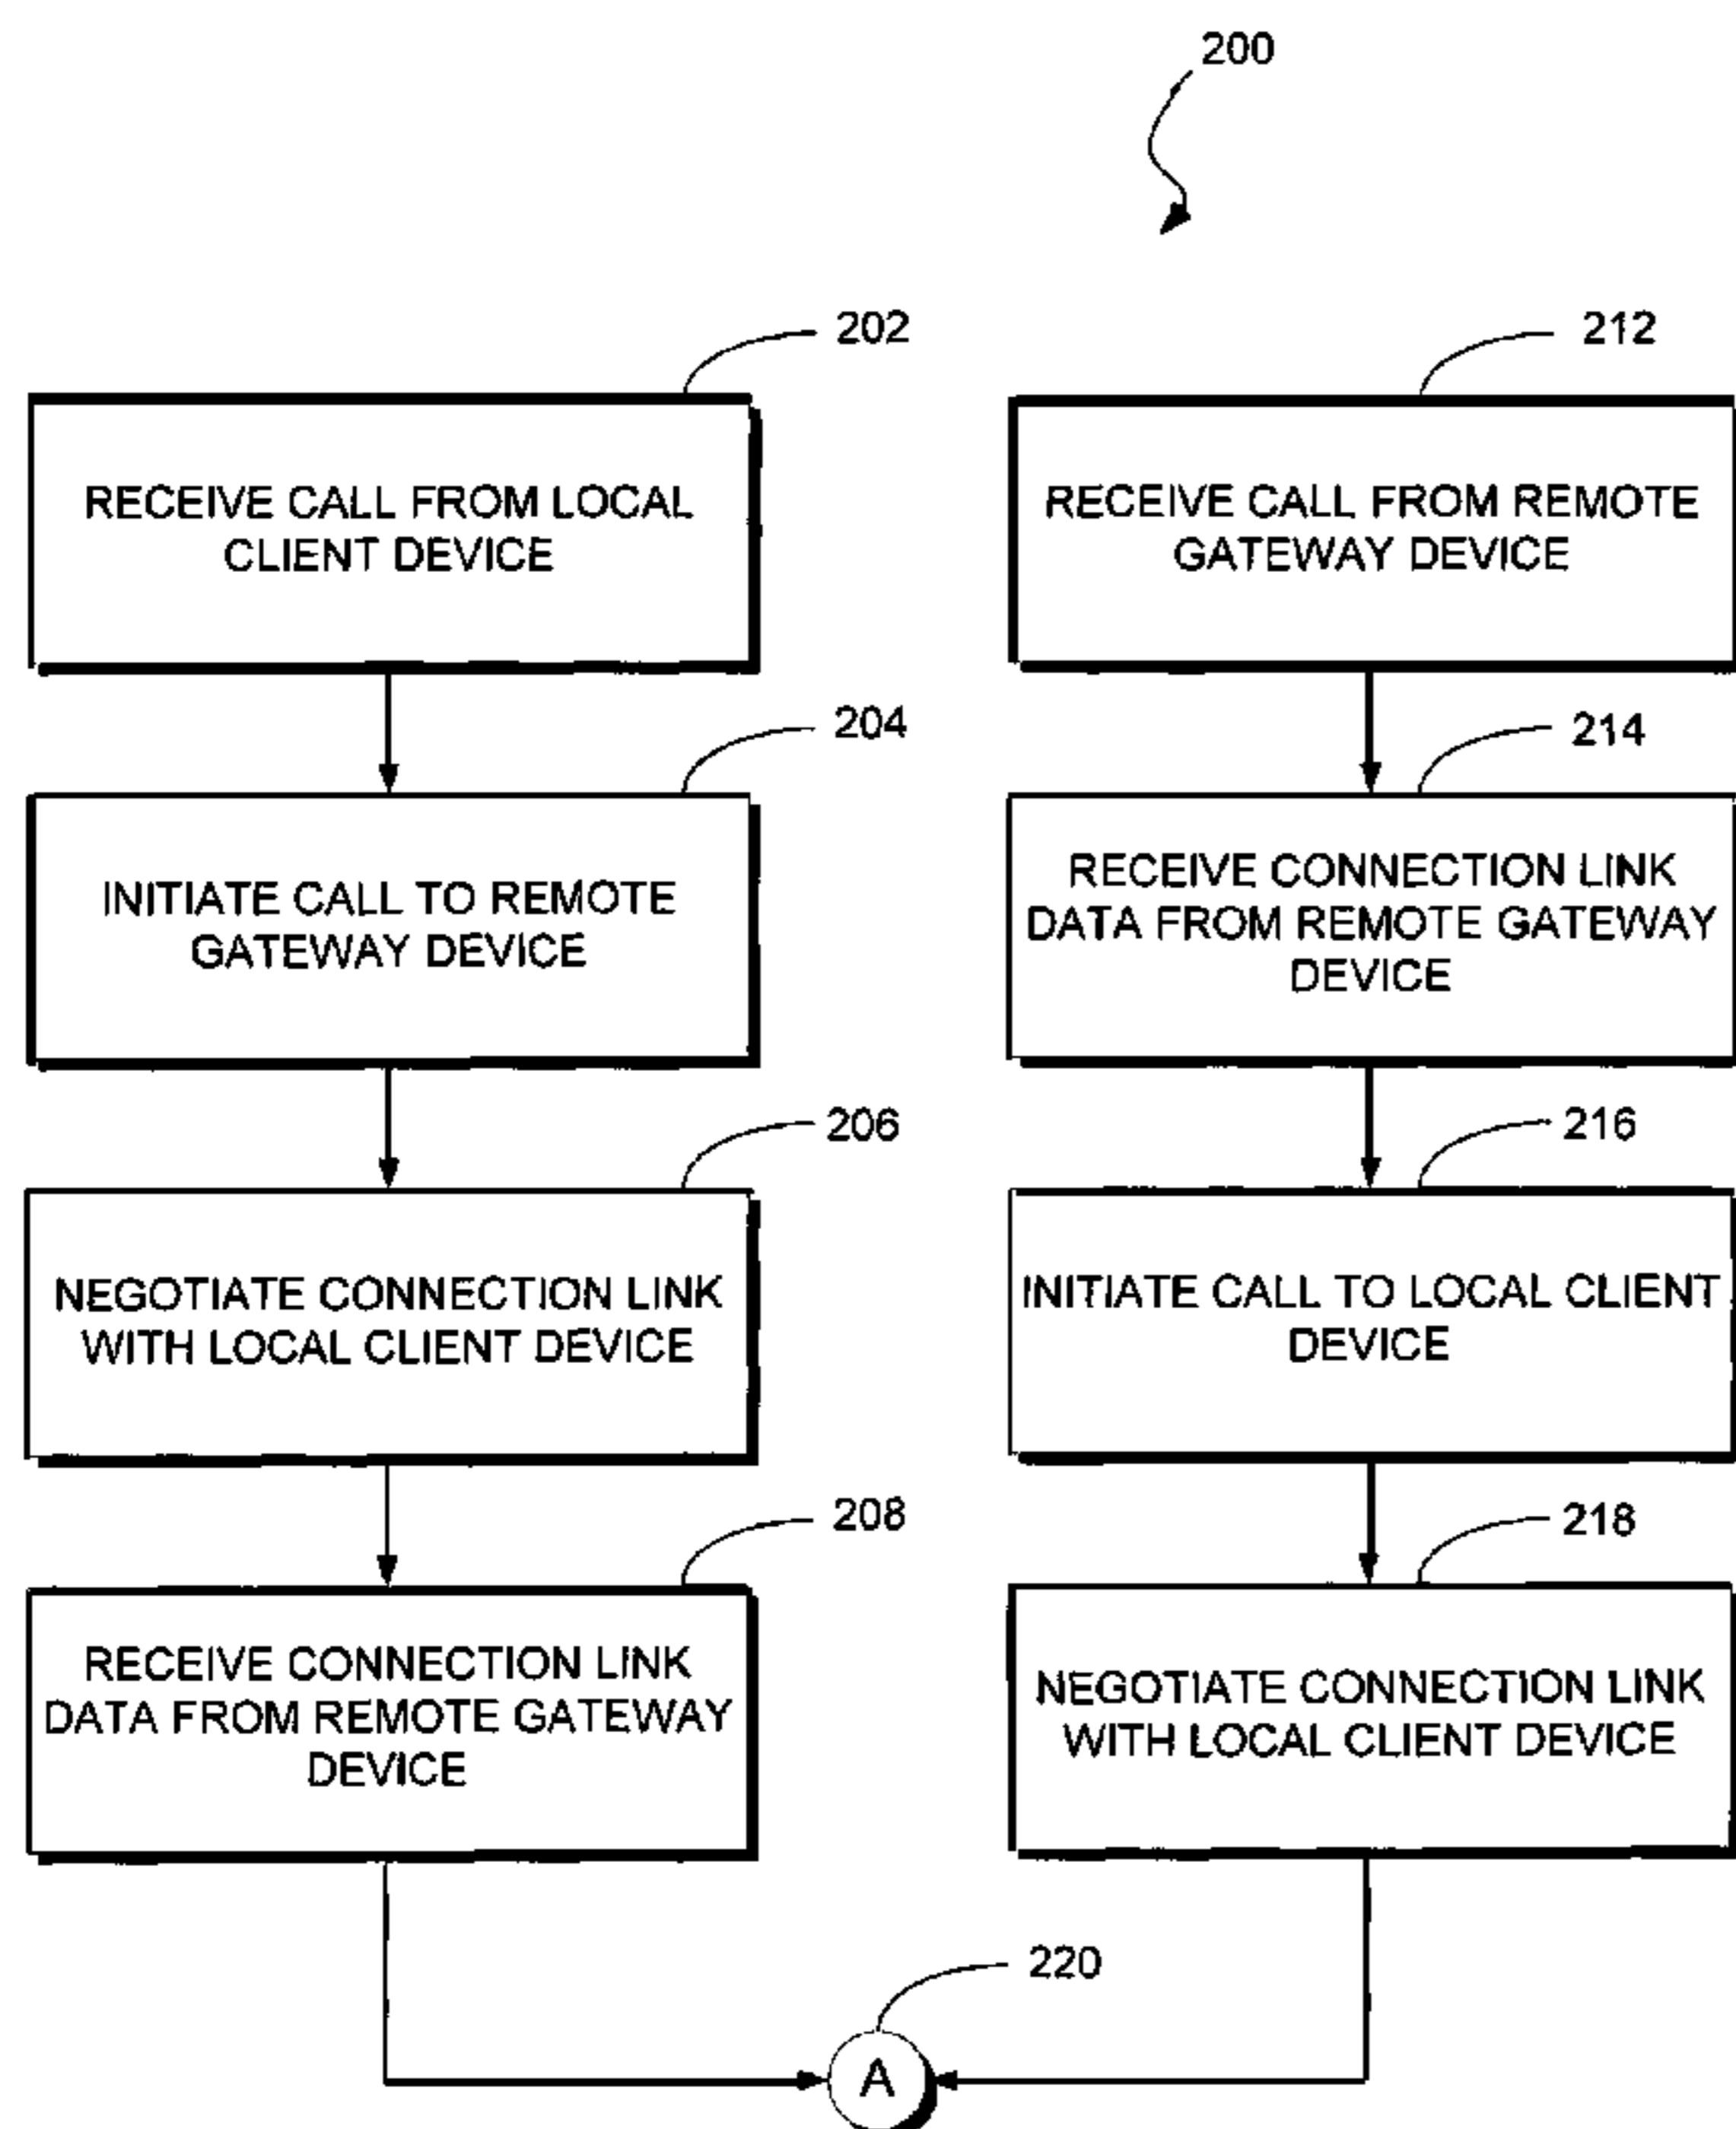 200
202
RECEIVE CALL FROM LOCAL
CLIENT DEVICE
204
INITIATE CALL TO REMOTE
GATEWAY DEVICE
206
NEGOTIATE CONNECTION LINK
WITH LOCAL CLIENT DEVICE
208
RECEIVE CONNECTION LINK
DATA FROM REMOTE GATEWAY
DEVICE
212
RECEIVE CALL FROM REMOTE
GATEWAY DEVICE
214
RECEIVE CONNECTION LINK
DATA FROM REMOTE GATEWAY
DEVICE
216
INITIATE CALL TO LOCAL CLIENT
DEVICE
218
NEGOTIATE CONNECTION LINK
WITH LOCAL CLIENT DEVICE
220
A